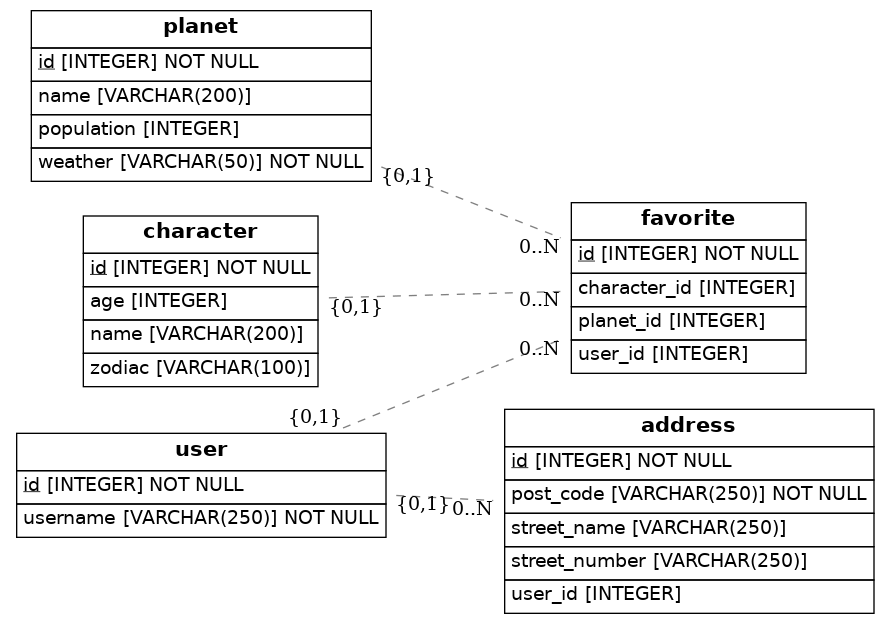 planet
id [INTEGER] NOT NULL
name [VARCHAR(200)]
population [INTEGER]
weather [VARCHAR(50)] NOT NULL
{0,1}
0..N
character
id [INTEGER] NOT NULL
age [INTEGER]
name [VARCHAR(200)]
zodiac [VARCHAR(100)]
{0,1}
0..N
favorite
id [INTEGER] NOT NULL
character_id [INTEGER]
planet_id [INTEGER]
user_id [INTEGER]
0..N
{0,1}
user
id [INTEGER] NOT NULL
username [VARCHAR(250)] NOT NULL
{0,1}
0..N
address
id [INTEGER] NOT NULL
post_code [VARCHAR(250)] NOT NULL
street_name [VARCHAR(250)]
street_number [VARCHAR(250)]
user_id [INTEGER]